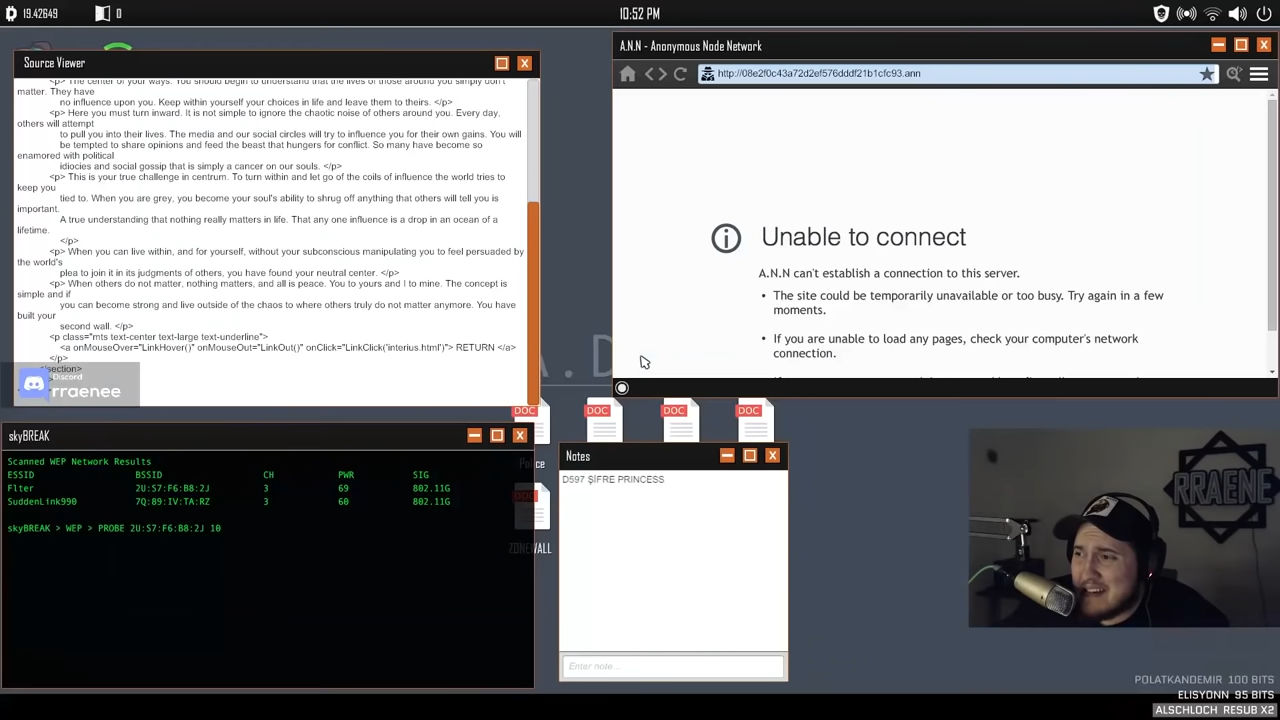 19.42649
0
10:52 PM
Source Viewer
<p> The center of your ways. You should begin to understand that the lives of those around you simply don't
matter. They have
no influence upon you. Keep within yourself your choices in life and leave them to theirs. </p>
<p> Here you must turn inward. It is not simple to ignore the chaotic noise of others around you. Every day,
others will attempt
to pull you into their lives. The media and our social circles will try to influence you for their own gains. You will
be tempted to share opinions and feed the beast that hungers for conflict. So many have become so
enamored with political
idiocies and social gossip that is simply a cancer on our souls. </p>
<p> This is your true challenge in centrum. To turn within and let go of the coils of influence the world tries to
keep you
tied to. When you are grey, you become your soul's ability to shrug off anything that others will tell you is
important.
A true understanding that nothing really matters in life. That any one influence is a drop in an ocean of a
lifetime.
</p>
<p> When you can live within, and for yourself, without your subconscious manipulating you to feel persuaded by
the world's
plea to join it in its judgments of others, you have found your neutral center. </p>
<p> When others do not matter, nothing matters, and all is peace. You to yours and I to mine. The concept is
simple and if
you can become strong and live outside of the chaos to where others truly do not matter anymore. You have
built your
second wall. </p>
<p class="mts text-center text-large text-underline">
<a onMouseOver="LinkHover()" onMouseOut="LinkOut()" onClick="LinkClick('interius.html')"> RETURN </a>
</p>
</section>
Discord
rraenee
A.N.N - Anonymous Node Network
http://08e2f0c43a72d2ef576dddf21b1cfc93.ann
Unable to connect
A.N.N can't establish a connection to this server.
• The site could be temporarily unavailable or too busy. Try again in a few
moments.
• If you are unable to load any pages, check your computer's network
connection.
DOC
DOC
DOC
DOC
skyBREAK
Scanned WEP Network Results
ESSID BSSID CH PWR SIG
Flter 2U:S7:F6:B8:2J 3 69 802.11G
SuddenLink990 7Q:89:IV:TA:RZ 3 60 802.11G
skyBREAK > WEP > PROBE 2U:S7:F6:B8:2J 10
Notes
D597 ŞİFRE PRINCESS
Enter note...
RRAENE
POLATKANDEMIR 100 BITS
ELISYONN 95 BITS
ALSCHLOCH RESUB X2